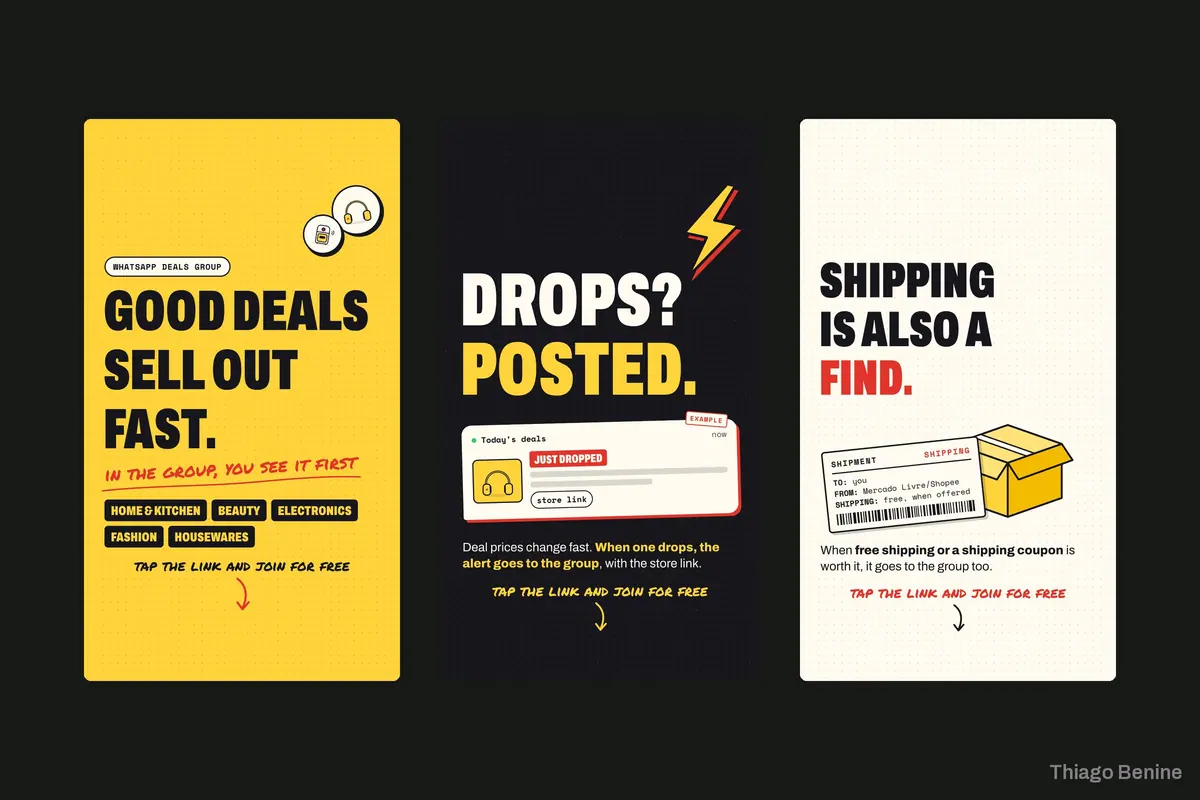 WHATSAPP DEALS GROUP
GOOD DEALS
SELL OUT
FAST.
IN THE GROUP, YOU SEE IT FIRST
HOME & KITCHEN
BEAUTY
ELECTRONICS
FASHION
HOUSEWARES
TAP THE LINK AND JOIN FOR FREE
DROPS?
POSTED.
EXAMPLE
Today's deals
now
JUST DROPPED
store link
Deal prices change fast. When one drops, the
alert goes to the group, with the store link.
TAP THE LINK AND JOIN FOR FREE
SHIPPING
IS ALSO A
FIND.
SHIPMENT
SHIPPING
TO: you
FROM: Mercado Livre/Shopee
SHIPPING: free, when offered
When free shipping or a shipping coupon is
worth it, it goes to the group too.
TAP THE LINK AND JOIN FOR FREE
Thiago Benine